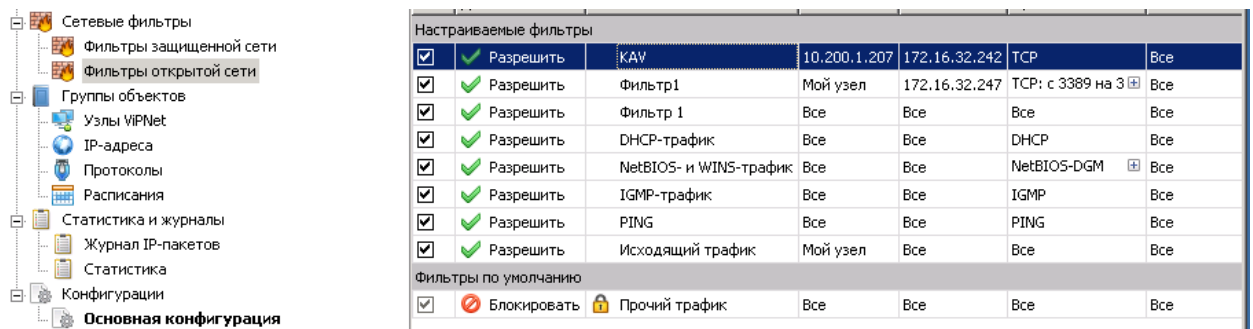 Сетевые фильтры
Фильтры защищенной сети
Фильтры открытой сети
Группы объектов
Узлы ViPNet
IP-адреса
Протоколы
Расписания
Статистика и журналы
Журнал IP-пакетов
Статистика
Конфигурации
Основная конфигурация
Настраиваемые фильтры
Разрешить KAV 10.200.1.207 172.16.32.242 TCP Все
Разрешить Фильтр1 Мой узел 172.16.32.247 TCP: с 3389 на 3 Все
Разрешить Фильтр 1 Все Все Все Все
Разрешить DHCP-трафик Все Все DHCP Все
Разрешить NetBIOS- и WINS-трафик Все Все NetBIOS-DGM Все
Разрешить IGMP-трафик Все Все IGMP Все
Разрешить PING Все Все PING Все
Разрешить Исходящий трафик Мой узел Все Все Все
Фильтры по умолчанию
Блокировать Прочий трафик Все Все Все Все